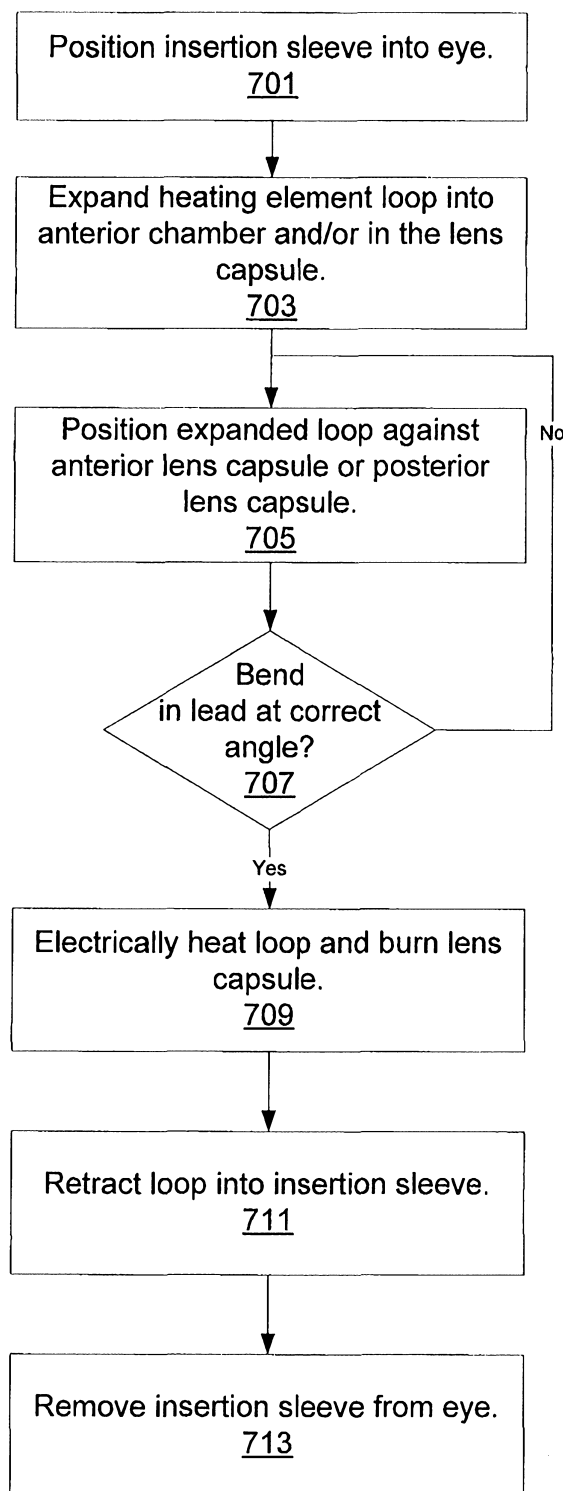 Position insertion sleeve into eye.
701
Expand heating element loop into
anterior chamber and/or in the lens
capsule.
703
Position expanded loop against
anterior lens capsule or posterior
lens capsule.
705
No
Bend
in lead at correct
angle?
707
Yes
Electrically heat loop and burn lens
capsule.
709
Retract loop into insertion sleeve.
711
Remove insertion sleeve from eye.
713